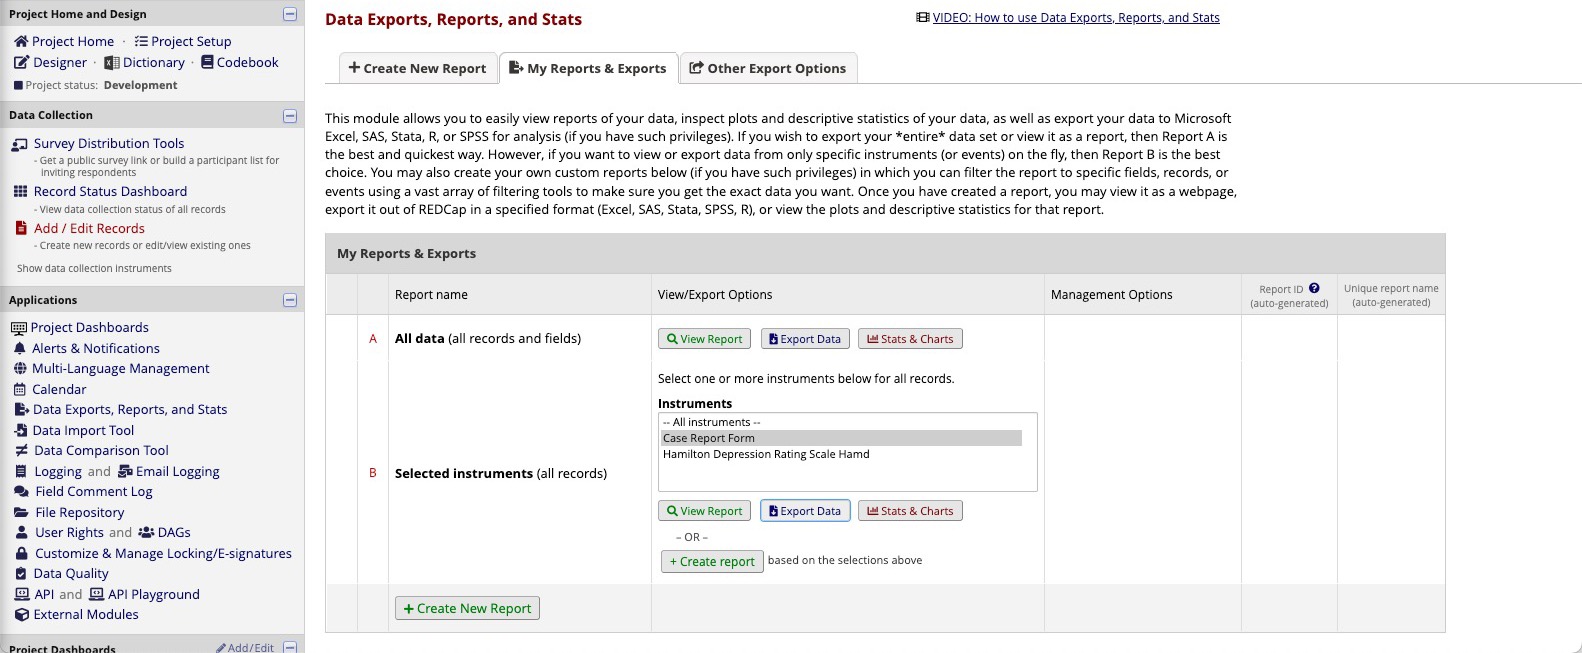 Project Home and Design
Project Home · Project Setup
Designer · Dictionary · Codebook
Project status: Development
Data Collection
Survey Distribution Tools
- Get a public survey link or build a participant list for
inviting respondents
Record Status Dashboard
- View data collection status of all records
Add / Edit Records
- Create new records or edit/view existing ones
Show data collection instruments
Applications
Project Dashboards
Alerts & Notifications
Multi-Language Management
Calendar
Data Exports, Reports, and Stats
Data Import Tool
Data Comparison Tool
Logging and Email Logging
Field Comment Log
File Repository
User Rights and DAGs
Customize & Manage Locking/E-signatures
Data Quality
API and API Playground
External Modules
Project Dashboards Add/Edit
Data Exports, Reports, and Stats
VIDEO: How to use Data Exports, Reports, and Stats
+ Create New Report
My Reports & Exports
Other Export Options
This module allows you to easily view reports of your data, inspect plots and descriptive statistics of your data, as well as export your data to Microsoft
Excel, SAS, Stata, R, or SPSS for analysis (if you have such privileges). If you wish to export your *entire* data set or view it as a report, then Report A is
the best and quickest way. However, if you want to view or export data from only specific instruments (or events) on the fly, then Report B is the best
choice. You may also create your own custom reports below (if you have such privileges) in which you can filter the report to specific fields, records, or
events using a vast array of filtering tools to make sure you get the exact data you want. Once you have created a report, you may view it as a webpage,
export it out of REDCap in a specified format (Excel, SAS, Stata, SPSS, R), or view the plots and descriptive statistics for that report.
My Reports & Exports
Report name
View/Export Options
Management Options
Report ID ?
(auto-generated)
Unique report name
(auto-generated)
A
All data (all records and fields)
View Report
Export Data
Stats & Charts
Select one or more instruments below for all records.
Instruments
-- All instruments --
Case Report Form
Hamilton Depression Rating Scale Hamd
B
Selected instruments (all records)
View Report
Export Data
Stats & Charts
– OR –
+ Create report based on the selections above
+ Create New Report